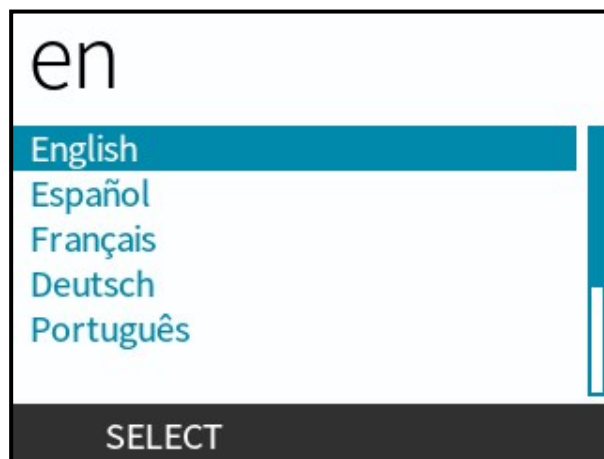 en
English
Español
Français
Deutsch
Português
SELECT